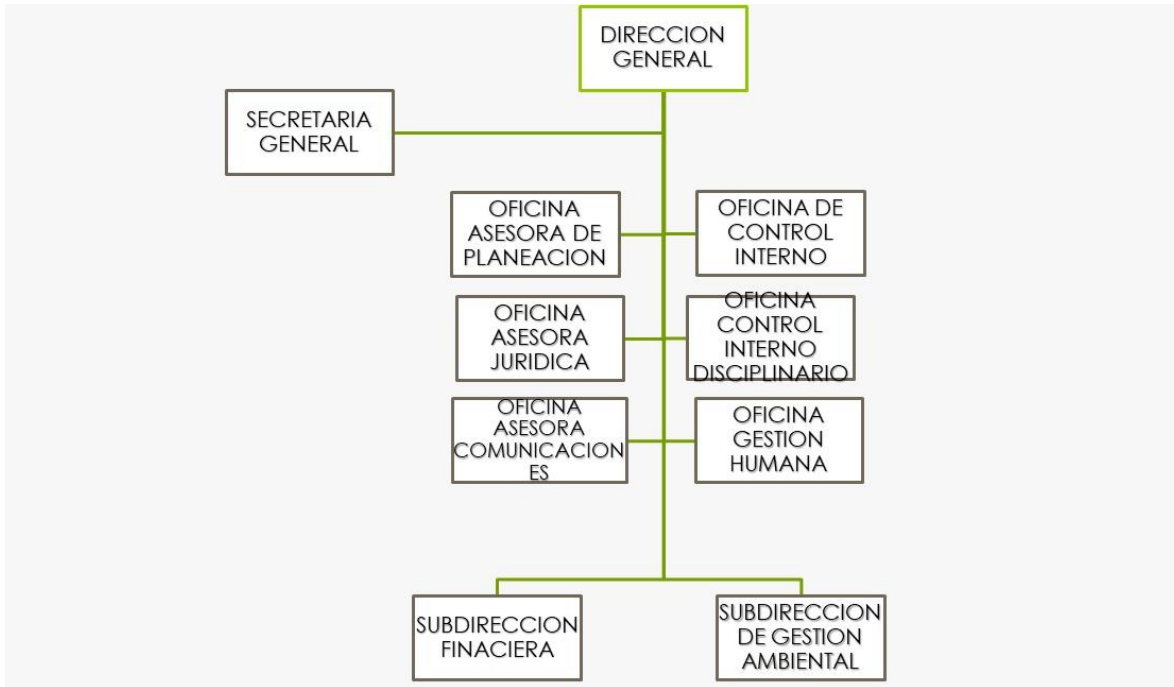 DIRECCION
GENERAL
SECRETARIA
GENERAL
OFICINA
ASESORA DE
PLANEACION
OFICINA DE
CONTROL
INTERNO
OFICINA
ASESORA
JURIDICA
OFICINA
CONTROL
INTERNO
DISCIPLINARIO
OFICINA
ASESORA
COMUNICACION
ES
OFICINA
GESTION
HUMANA
SUBDIRECCION
FINACIERA
SUBDIRECCION
DE GESTION
AMBIENTAL